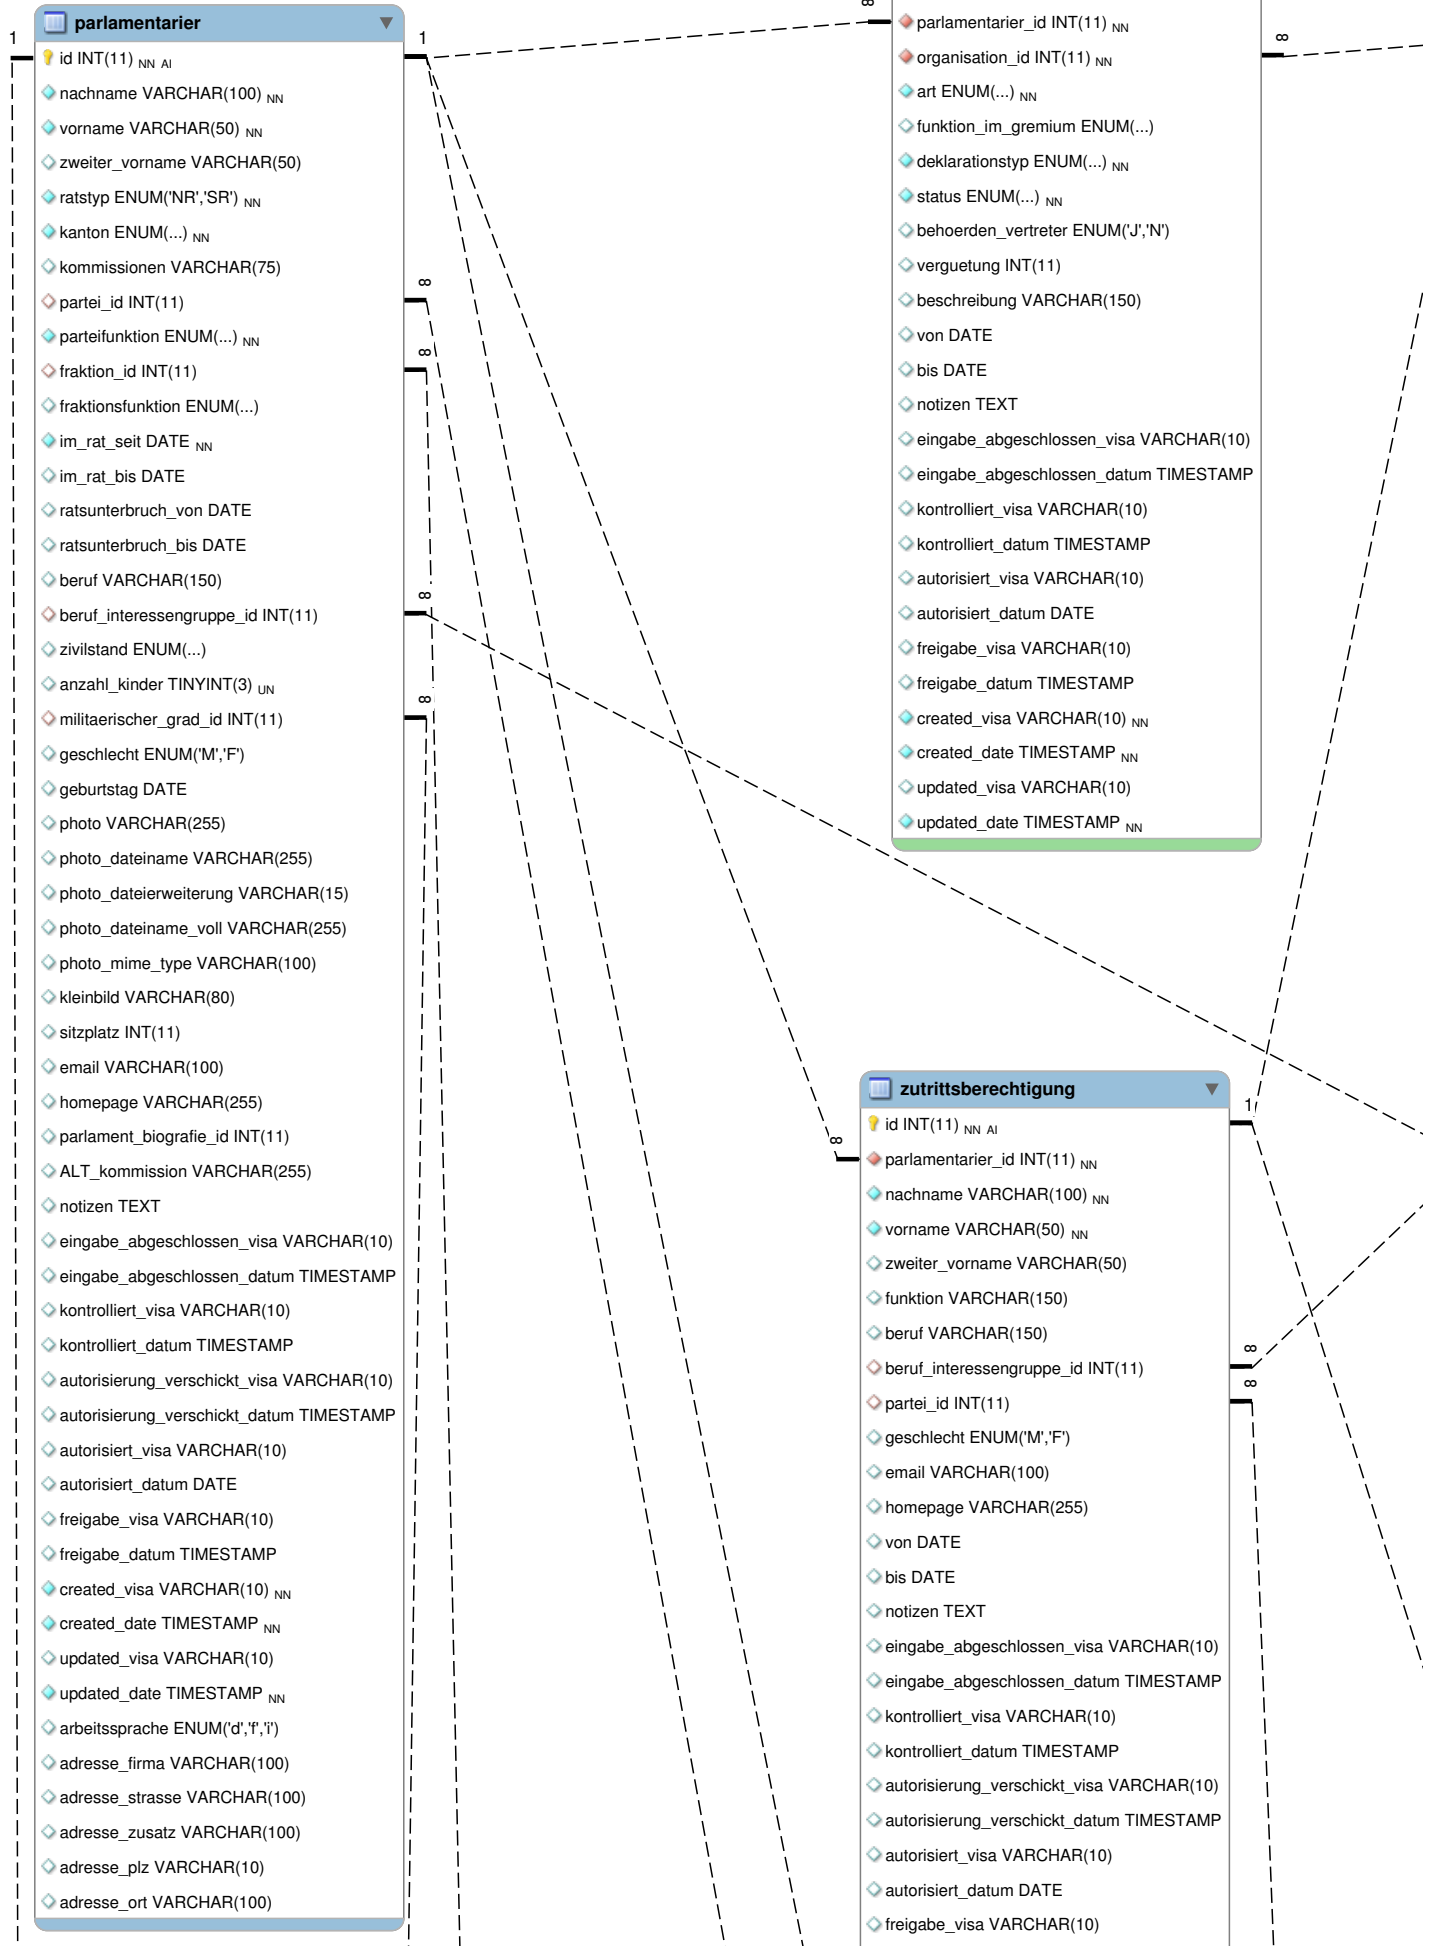 parlamentarier
1
1
id INT(11) NN AI
nachname VARCHAR(100) NN
vorname VARCHAR(50) NN
zweiter_vorname VARCHAR(50)
ratstyp ENUM('NR','SR') NN
kanton ENUM(...) NN
kommissionen VARCHAR(75)
∞
partei_id INT(11)
parteifunktion ENUM(...) NN
∞
fraktion_id INT(11)
fraktionsfunktion ENUM(...)
im_rat_seit DATE NN
im_rat_bis DATE
ratsunterbruch_von DATE
ratsunterbruch_bis DATE
beruf VARCHAR(150)
∞
beruf_interessengruppe_id INT(11)
zivilstand ENUM(...)
anzahl_kinder TINYINT(3) UN
∞
militaerischer_grad_id INT(11)
geschlecht ENUM('M','F')
geburtstag DATE
photo VARCHAR(255)
photo_dateiname VARCHAR(255)
photo_dateierweiterung VARCHAR(15)
photo_dateiname_voll VARCHAR(255)
photo_mime_type VARCHAR(100)
kleinbild VARCHAR(80)
sitzplatz INT(11)
email VARCHAR(100)
homepage VARCHAR(255)
parlament_biografie_id INT(11)
ALT_kommission VARCHAR(255)
notizen TEXT
eingabe_abgeschlossen_visa VARCHAR(10)
eingabe_abgeschlossen_datum TIMESTAMP
kontrolliert_visa VARCHAR(10)
kontrolliert_datum TIMESTAMP
autorisierung_verschickt_visa VARCHAR(10)
autorisierung_verschickt_datum TIMESTAMP
autorisiert_visa VARCHAR(10)
autorisiert_datum DATE
freigabe_visa VARCHAR(10)
freigabe_datum TIMESTAMP
created_visa VARCHAR(10) NN
created_date TIMESTAMP NN
updated_visa VARCHAR(10)
updated_date TIMESTAMP NN
arbeitssprache ENUM('d','f','i')
adresse_firma VARCHAR(100)
adresse_strasse VARCHAR(100)
adresse_zusatz VARCHAR(100)
adresse_plz VARCHAR(10)
adresse_ort VARCHAR(100)
∞
parlamentarier_id INT(11) NN
∞
organisation_id INT(11) NN
art ENUM(...) NN
funktion_im_gremium ENUM(...)
deklarationstyp ENUM(...) NN
status ENUM(...) NN
behoerden_vertreter ENUM('J','N')
verguetung INT(11)
beschreibung VARCHAR(150)
von DATE
bis DATE
notizen TEXT
eingabe_abgeschlossen_visa VARCHAR(10)
eingabe_abgeschlossen_datum TIMESTAMP
kontrolliert_visa VARCHAR(10)
kontrolliert_datum TIMESTAMP
autorisiert_visa VARCHAR(10)
autorisiert_datum DATE
freigabe_visa VARCHAR(10)
freigabe_datum TIMESTAMP
created_visa VARCHAR(10) NN
created_date TIMESTAMP NN
updated_visa VARCHAR(10)
updated_date TIMESTAMP NN
zutrittsberechtigung
1
id INT(11) NN AI
∞
parlamentarier_id INT(11) NN
nachname VARCHAR(100) NN
vorname VARCHAR(50) NN
zweiter_vorname VARCHAR(50)
funktion VARCHAR(150)
beruf VARCHAR(150)
∞
beruf_interessengruppe_id INT(11)
∞
partei_id INT(11)
geschlecht ENUM('M','F')
email VARCHAR(100)
homepage VARCHAR(255)
von DATE
bis DATE
notizen TEXT
eingabe_abgeschlossen_visa VARCHAR(10)
eingabe_abgeschlossen_datum TIMESTAMP
kontrolliert_visa VARCHAR(10)
kontrolliert_datum TIMESTAMP
autorisierung_verschickt_visa VARCHAR(10)
autorisierung_verschickt_datum TIMESTAMP
autorisiert_visa VARCHAR(10)
autorisiert_datum DATE
freigabe_visa VARCHAR(10)